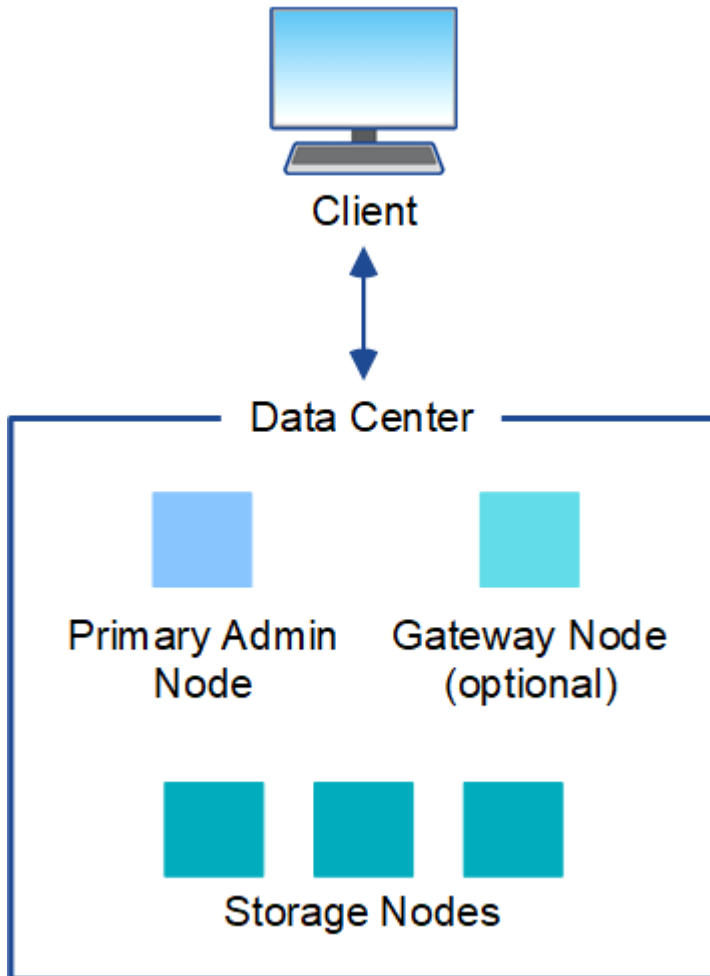 Client
Data Center
Primary Admin
Node
Gateway Node
(optional)
Storage Nodes